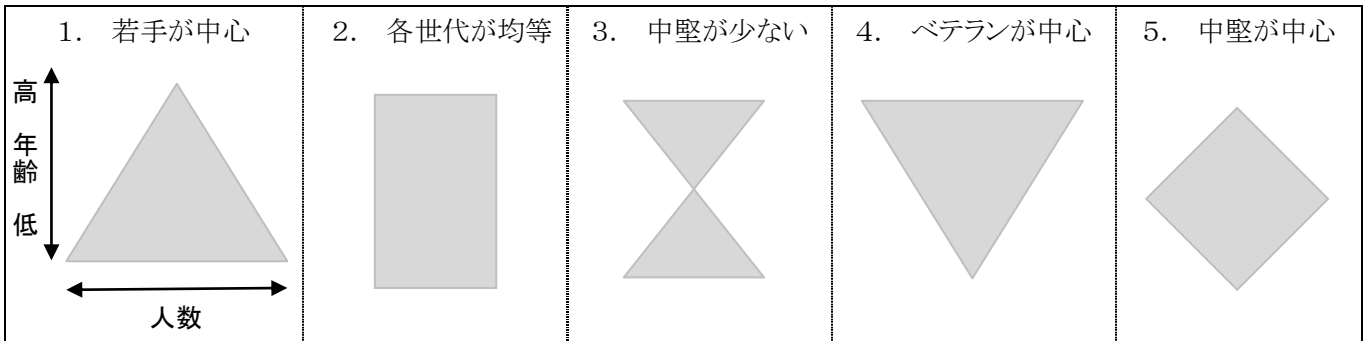 1. 若手が中心
2. 各世代が均等
3. 中堅が少ない
4. ベテランが中心
5. 中堅が中心
高
年齢
低
人数